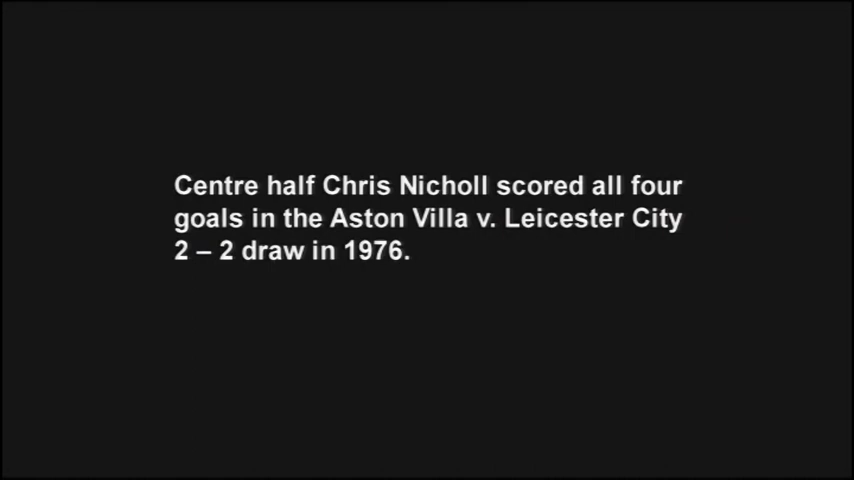 Centre half Chris Nicholl scored all four
goals in the Aston Villa v. Leicester City
2 – 2 draw in 1976.